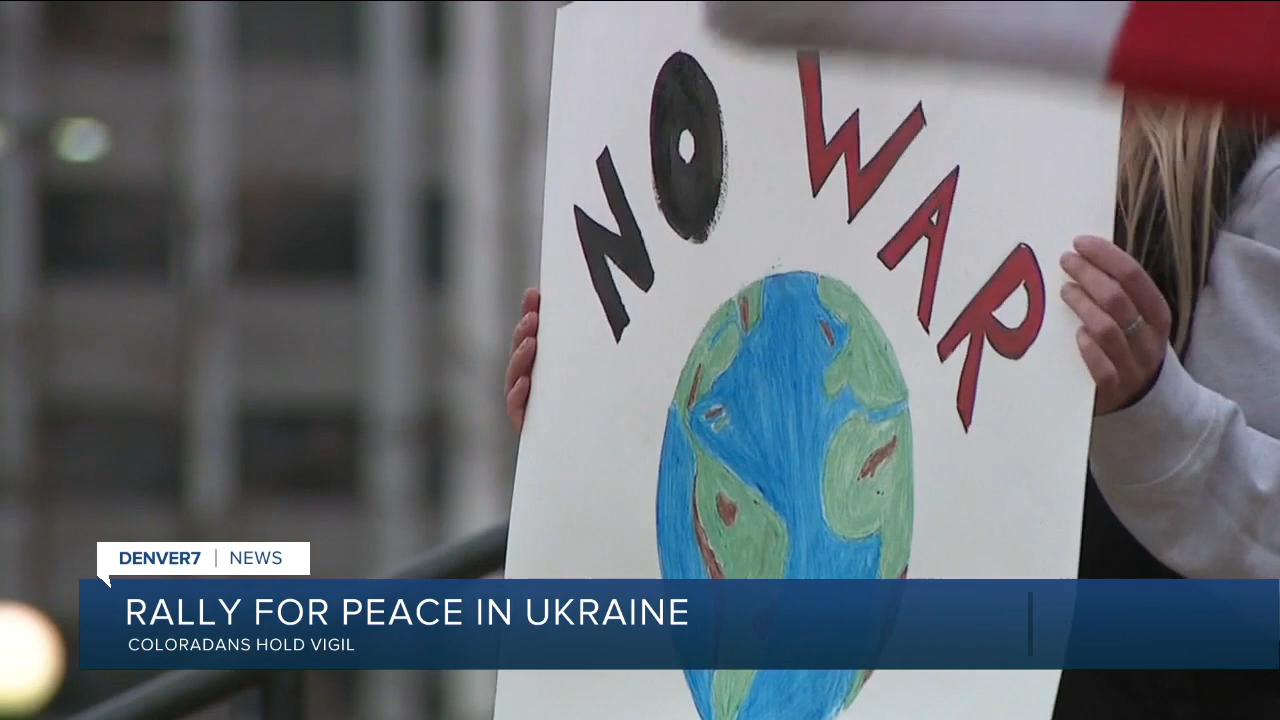 NO WAR
DENVER7 | NEWS
RALLY FOR PEACE IN UKRAINE
COLORADANS HOLD VIGIL